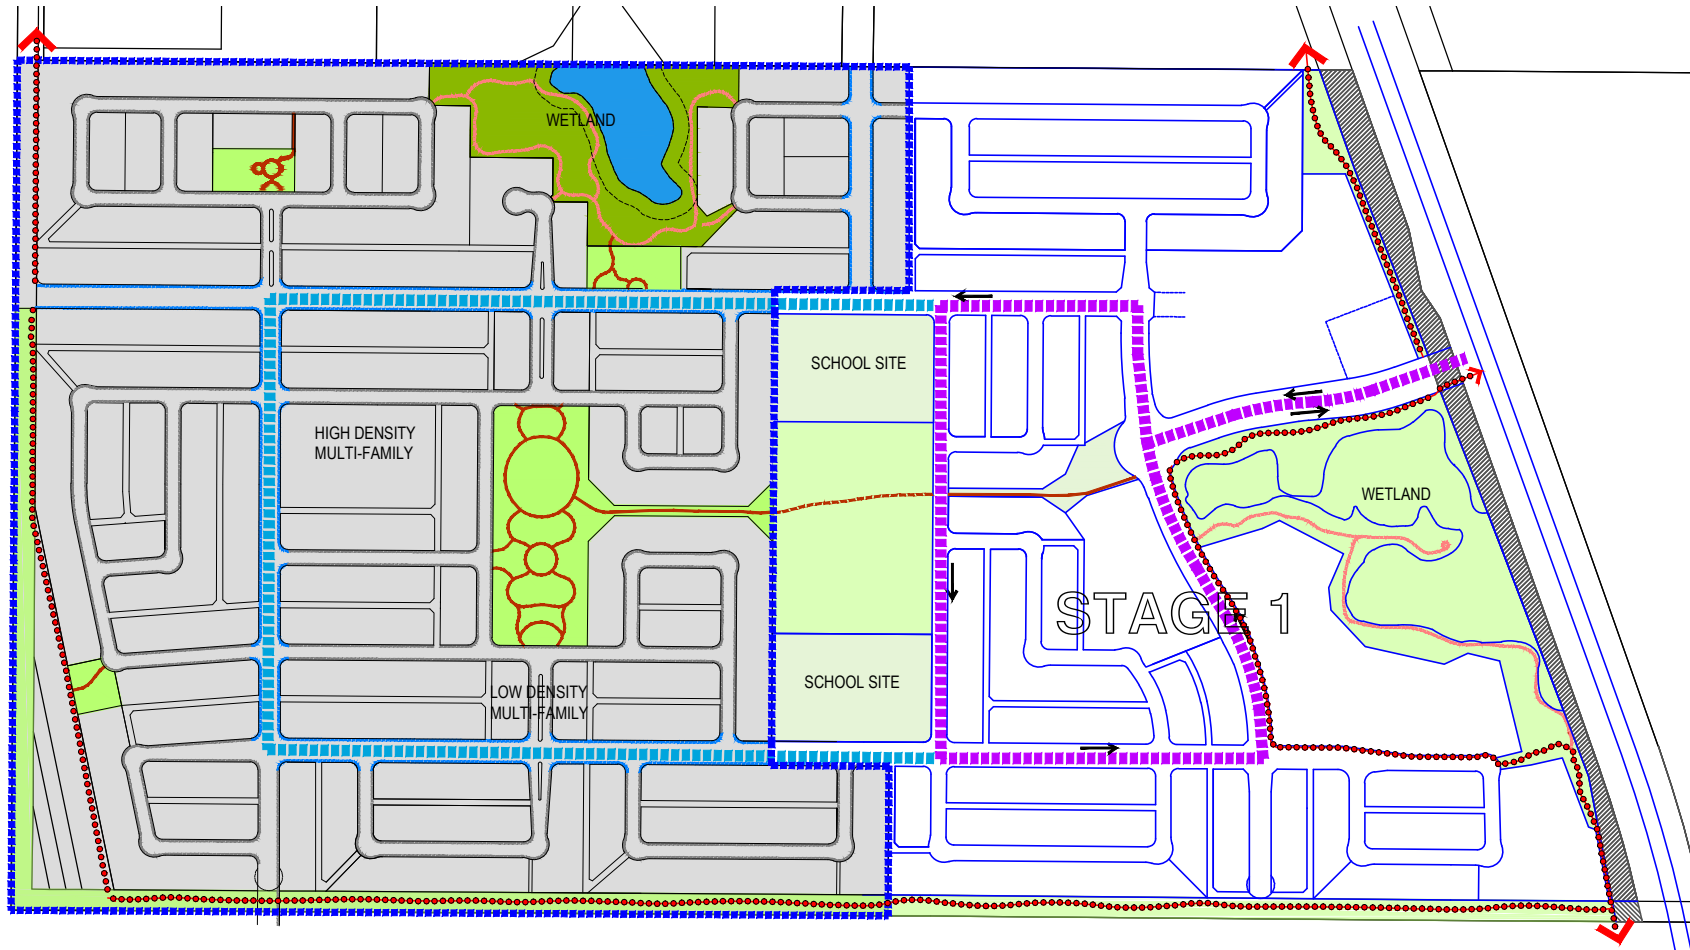 WETLAND
SCHOOL SITE
HIGH DENSITY
MULTI-FAMILY
WETLAND
STAGE 1
SCHOOL SITE
LOW DENSITY
MULTI-FAMILY